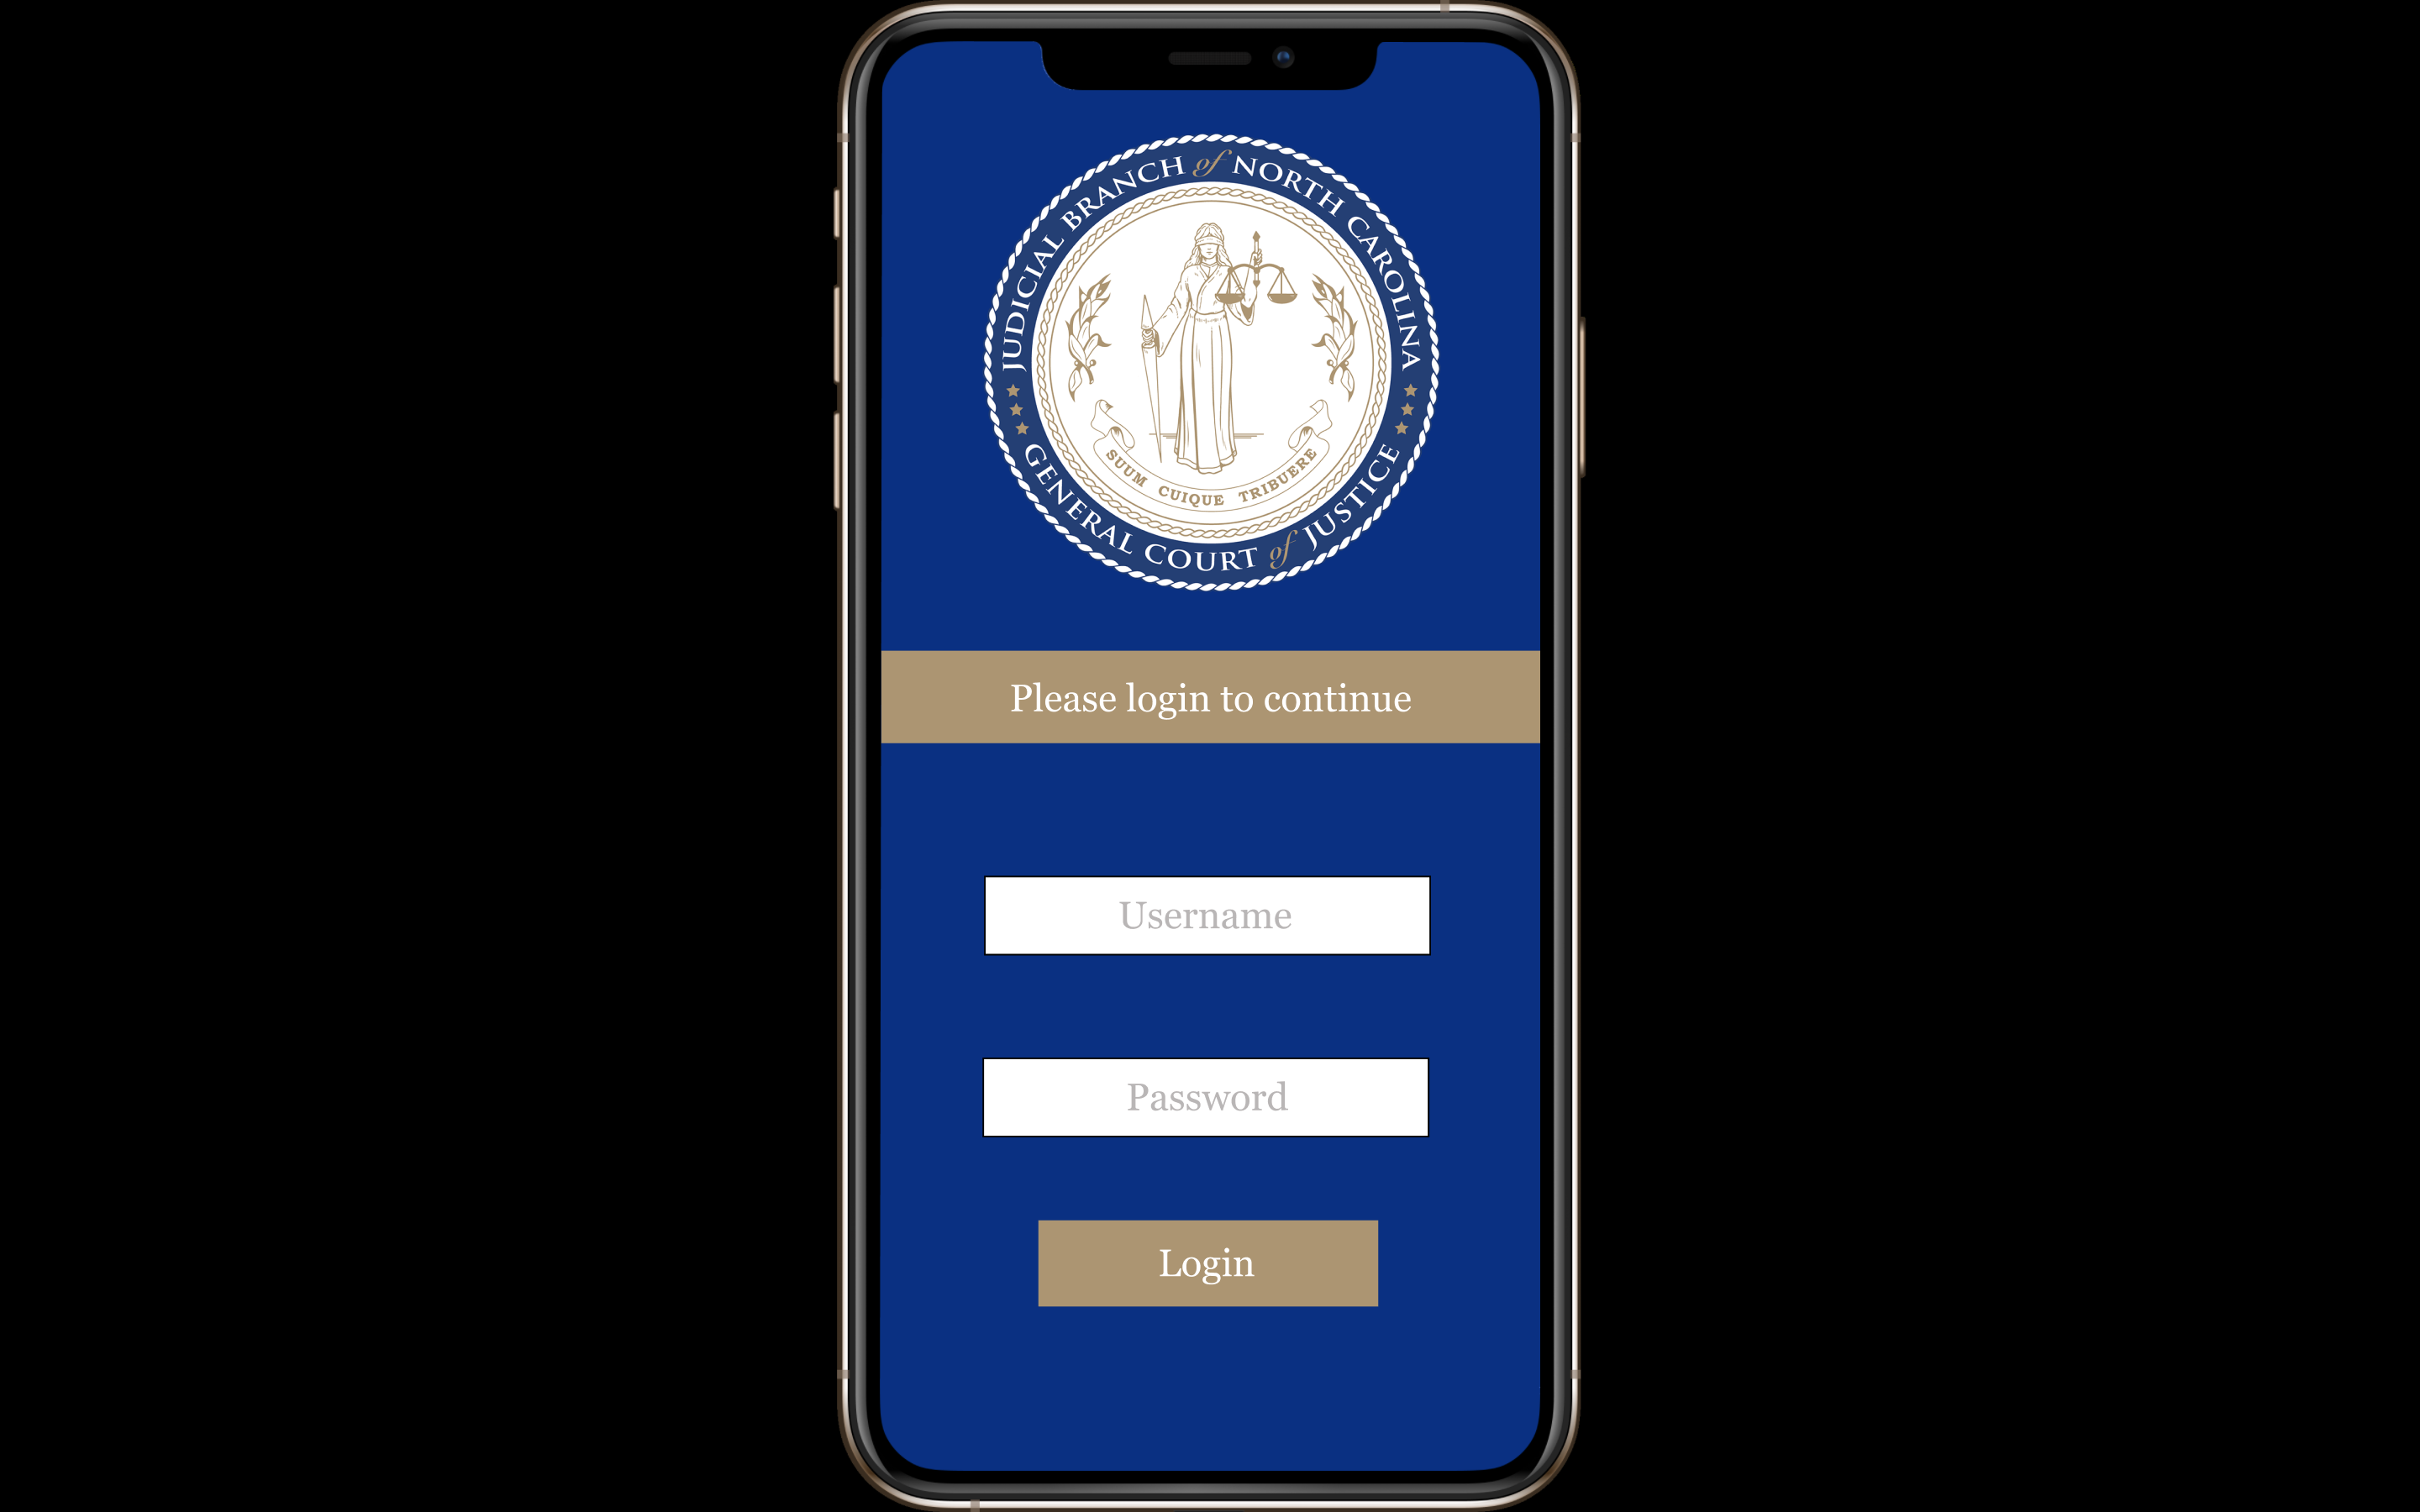 JUDICIAL BRANCH of NORTH CAROLINA
SUUM CUIQUE TRIBUERE
GENERAL COURT of JUSTICE
Please login to continue
Username
Password
Login